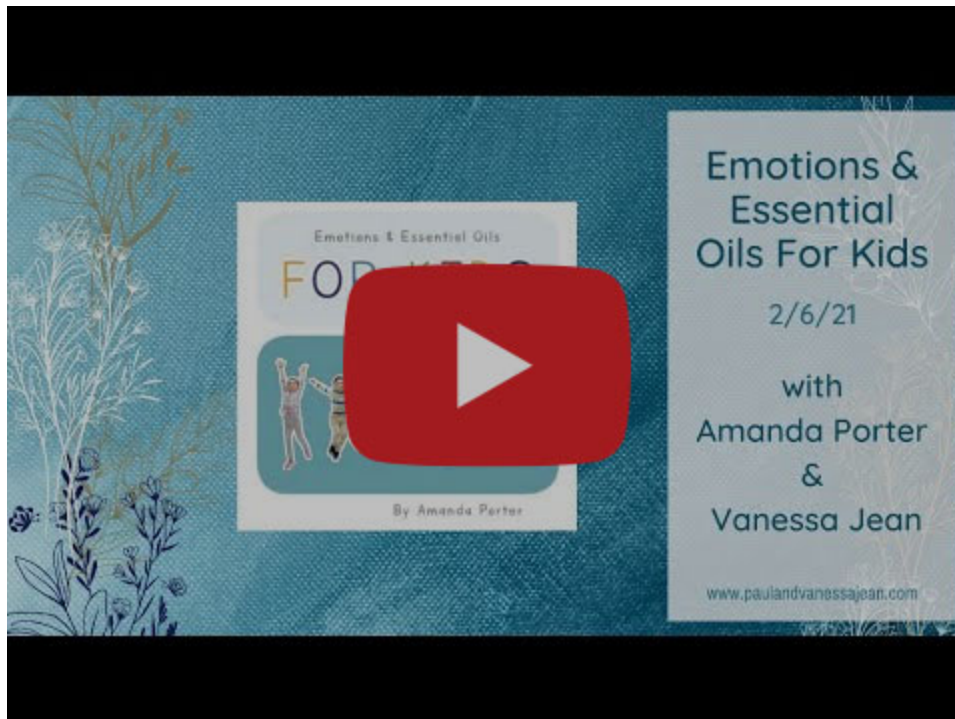 Emotions & Essential Oils
FOR
By Amanda Porter
Emotions &
Essential
Oils For Kids
2/6/21
with
Amanda Porter
&
Vanessa Jean
www.paulandvanessajean.com